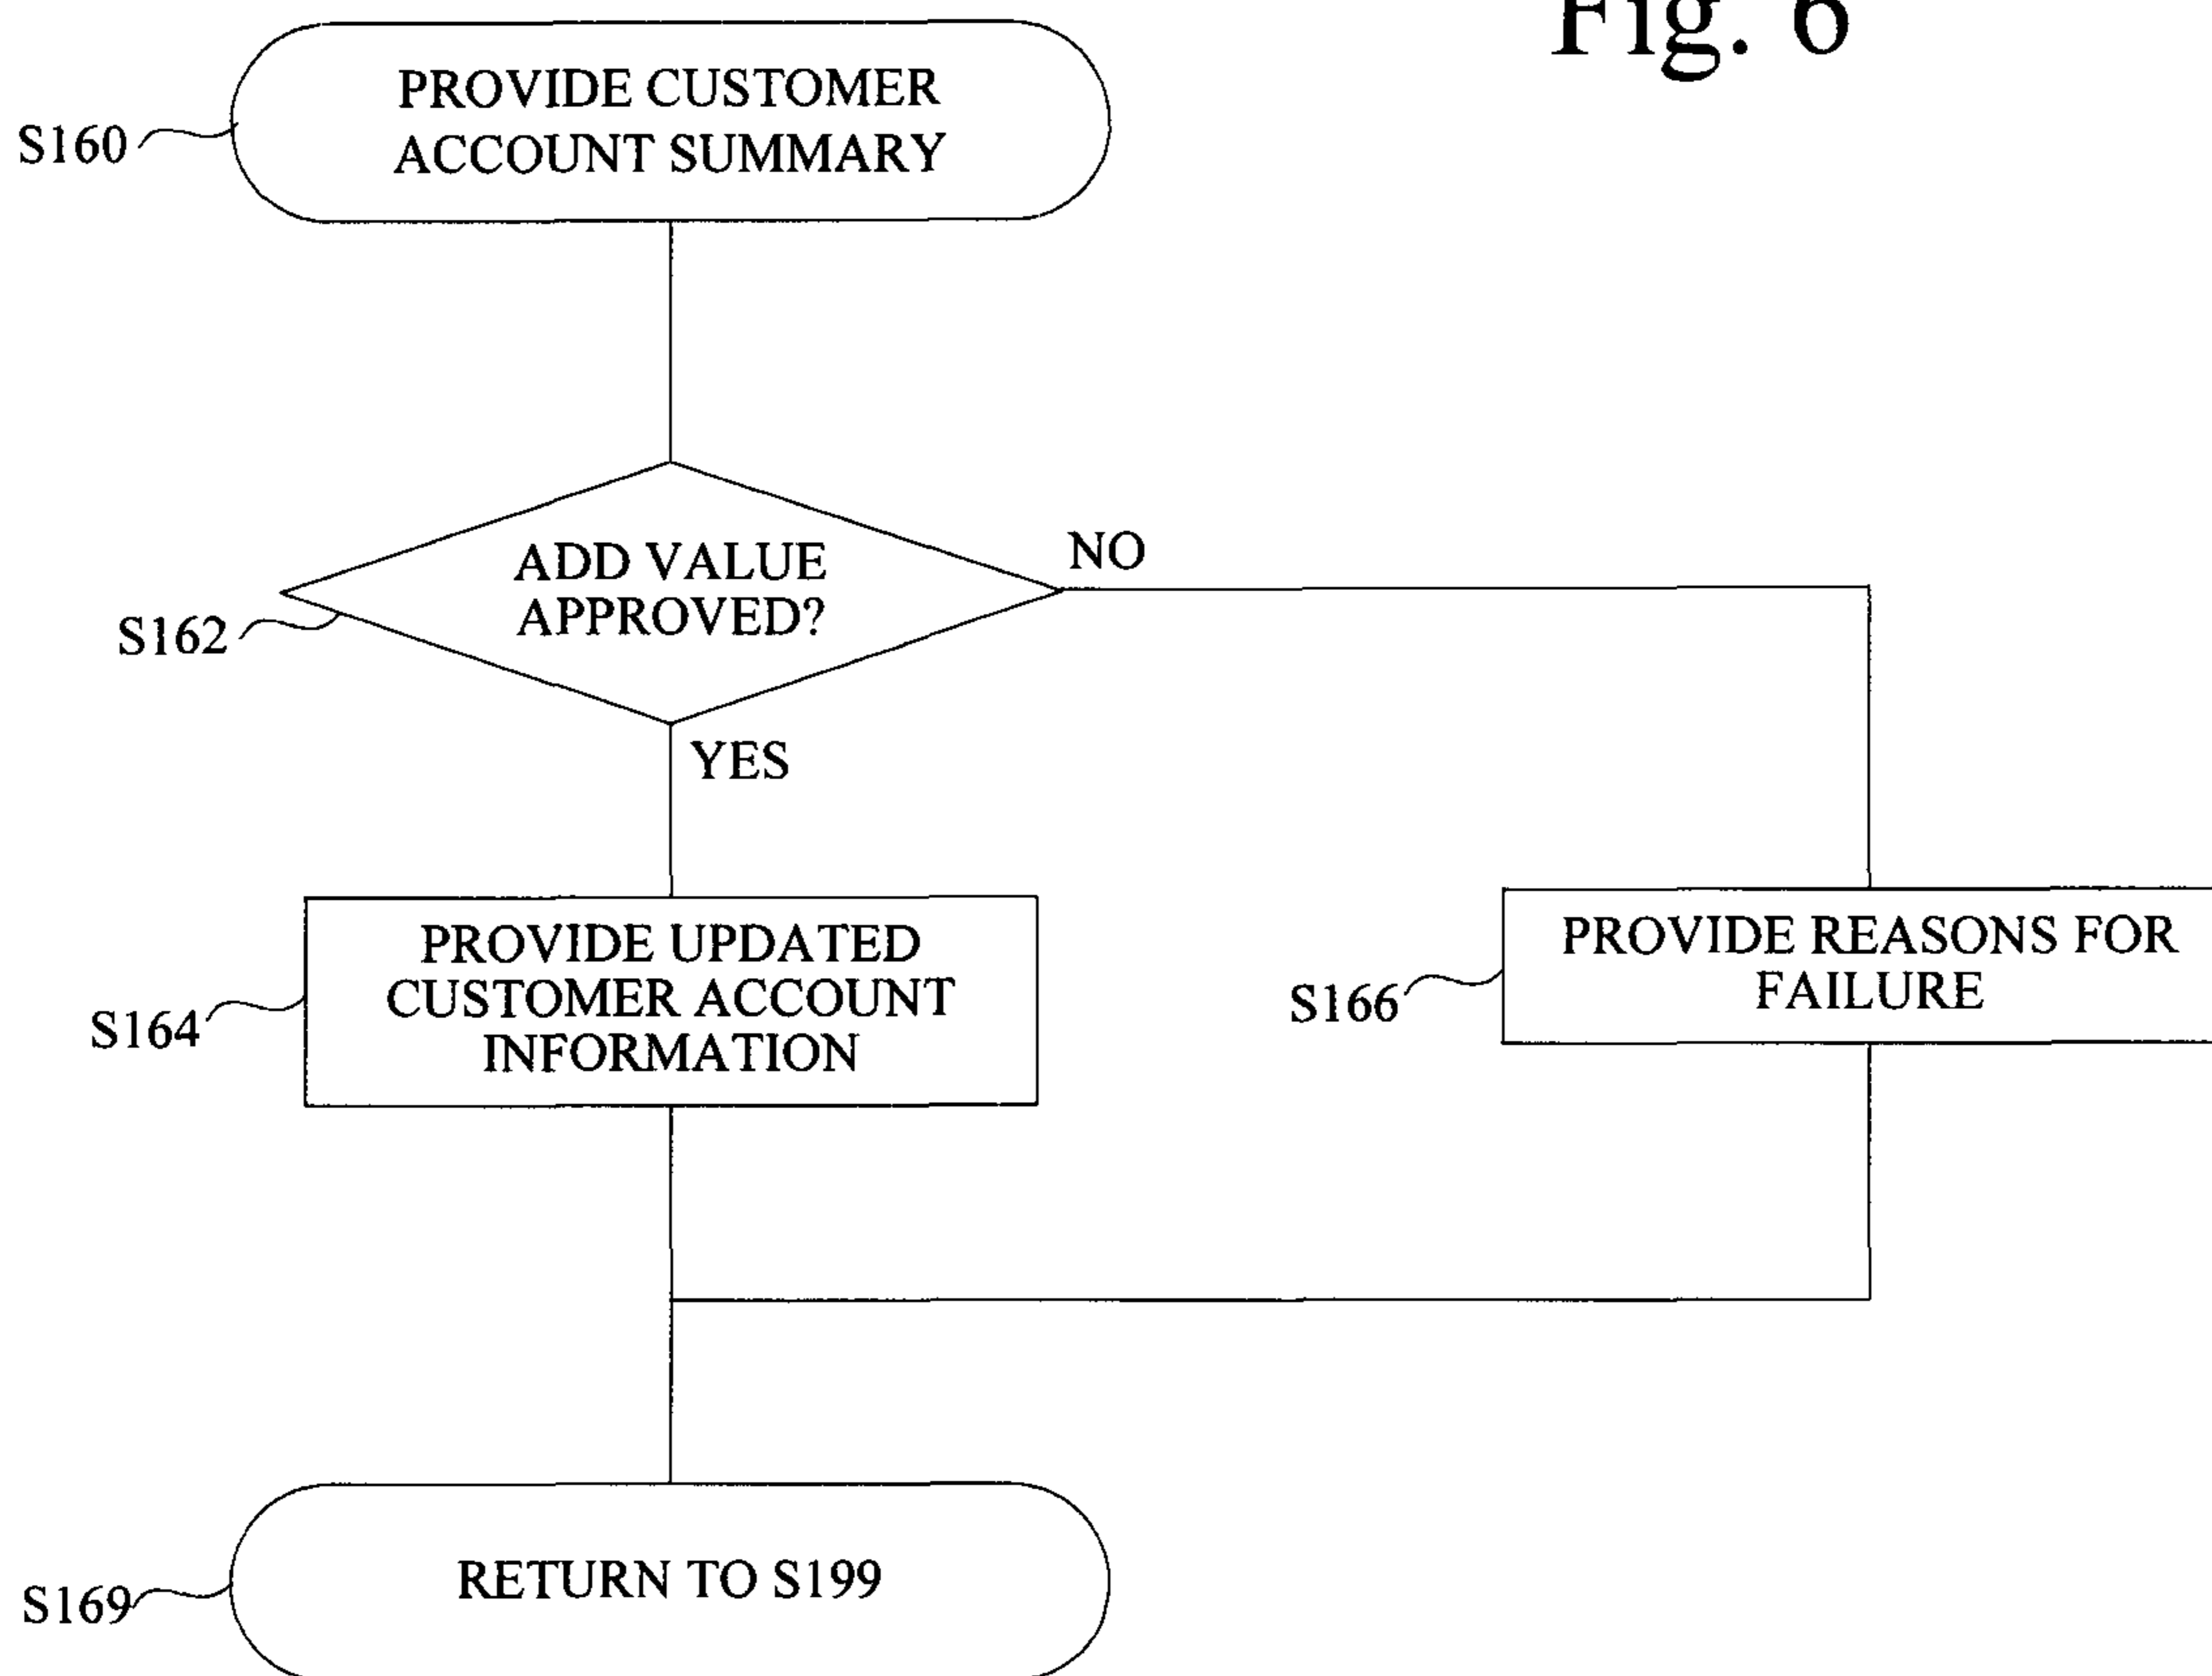 Fig. 6
PROVIDE CUSTOMER
ACCOUNT SUMMARY
S160
ADD VALUE
APPROVED?
NO
S162
YES
PROVIDE UPDATED
CUSTOMER ACCOUNT
INFORMATION
S164
PROVIDE REASONS FOR
FAILURE
S166
RETURN TO S199
S169